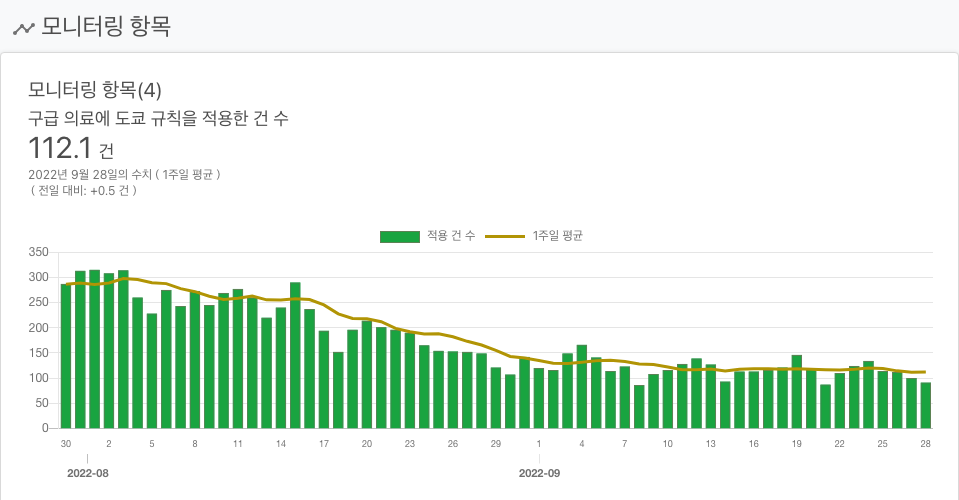 모니터링 항목
모니터링 항목(4)
구급 의료에 도쿄 규칙을 적용한 건 수
112.1 건
2022년 9월 28일의 수치 ( 1주일 평균 )
( 전일 대비: +0.5 건 )
적용 건 수 1주일 평균
350
300
250
200
150
100
50
0
30 2 5 8 11 14 17 20 23 26 29 1 4 7 10 13 16 19 22 25 28
2022-08 2022-09